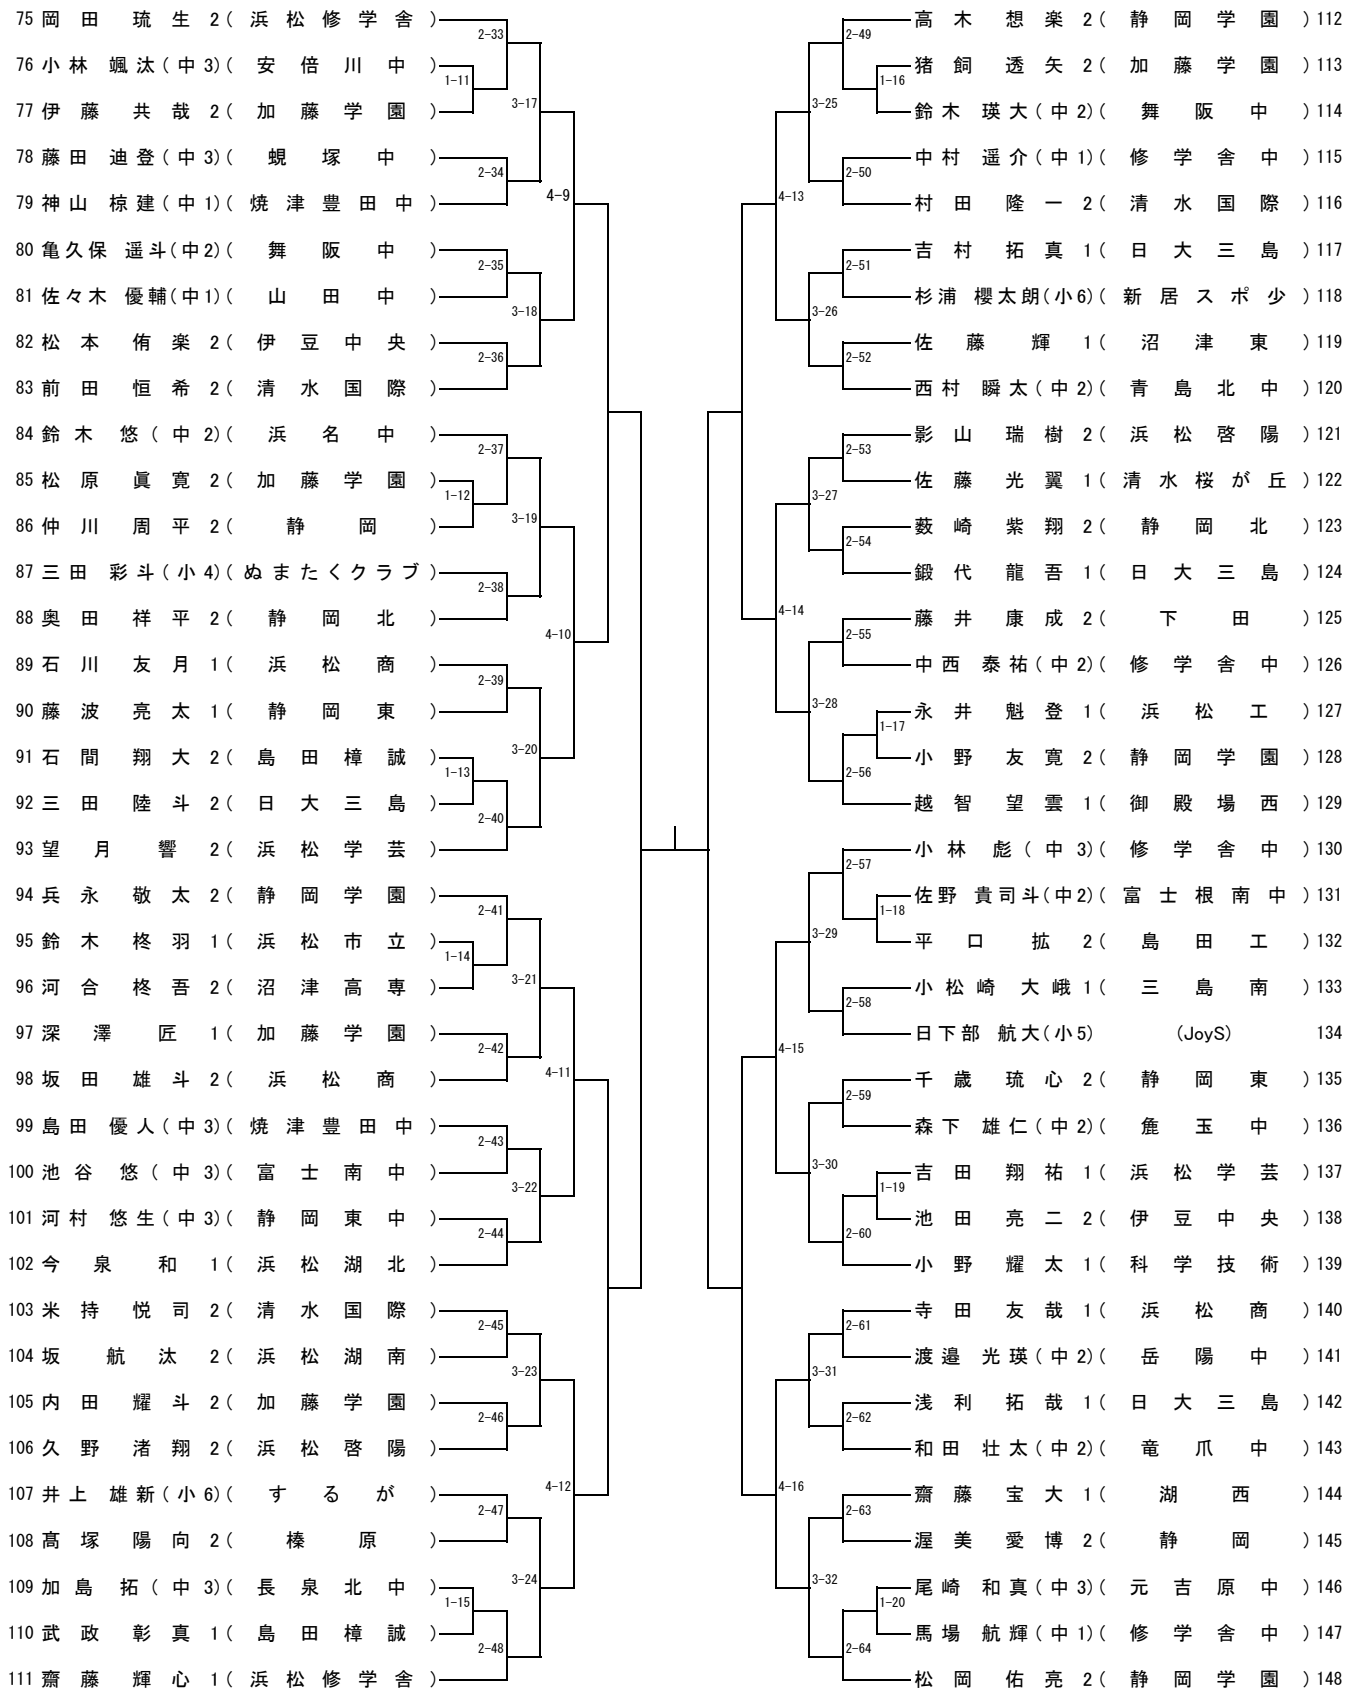 75 岡田 琉生 2 (浜松修学舎)
76 小林 颯汰 (中3) (安倍川中)
77 伊藤 共哉 2 (加藤学園)
78 藤田 迪登 (中3) (蜆塚中)
79 神山 椋建 (中1) (焼津豊田中)
80 亀久保 遥斗 (中2) (舞阪中)
81 佐々木 優輔 (中1) (山田中)
82 松本 侑楽 2 (伊豆中央)
83 前田 恒希 2 (清水国際)
84 鈴木 悠 (中2) (浜名中)
85 松原 眞寛 2 (加藤学園)
86 仲川 周平 2 (静岡)
87 三田 彩斗 (小4) (ぬまたくクラブ)
88 奥田 祥平 2 (静岡北)
89 石川 友月 1 (浜松商)
90 藤波 亮太 1 (静岡東)
91 石間 翔大 2 (島田樟誠)
92 三田 陸斗 2 (日大三島)
93 望月 響 2 (浜松学芸)
94 兵永 敬太 2 (静岡学園)
95 鈴木 柊羽 1 (浜松市立)
96 河合 柊吾 2 (沼津高専)
97 深澤 匠 1 (加藤学園)
98 坂田 雄斗 2 (浜松商)
99 島田 優人 (中3) (焼津豊田中)
100 池谷 悠 (中3) (富士南中)
101 河村 悠生 (中3) (静岡東中)
102 今泉 和 1 (浜松湖北)
103 米持 悦司 2 (清水国際)
104 坂 航汰 2 (浜松湖南)
105 内田 耀斗 2 (加藤学園)
106 久野 渚翔 2 (浜松啓陽)
107 井上 雄新 (小6) (するが)
108 髙塚 陽向 2 (榛原)
109 加島 拓 (中3) (長泉北中)
110 武政 彰真 1 (島田樟誠)
111 齋藤 輝心 1 (浜松修学舎)
2-33
1-11
3-17
2-34
4-9
2-35
3-18
2-36
2-37
1-12
3-19
2-38
4-10
2-39
3-20
1-13
2-40
2-41
1-14
3-21
2-42
4-11
2-43
3-22
2-44
2-45
3-23
2-46
4-12
2-47
3-24
1-15
2-48
2-49
1-16
3-25
2-50
4-13
2-51
3-26
2-52
2-53
3-27
2-54
4-14
2-55
3-28
1-17
2-56
2-57
1-18
3-29
2-58
4-15
2-59
3-30
1-19
2-60
2-61
3-31
2-62
4-16
2-63
3-32
1-20
2-64
高木 想楽 2 (静岡学園) 112
猪飼 透矢 2 (加藤学園) 113
鈴木 瑛大 (中2) (舞阪中) 114
中村 遥介 (中1) (修学舎中) 115
村田 隆一 2 (清水国際) 116
吉村 拓真 1 (日大三島) 117
杉浦 櫻太朗 (小6) (新居スポ少) 118
佐藤 輝 1 (沼津東) 119
西村 瞬太 (中2) (青島北中) 120
影山 瑞樹 2 (浜松啓陽) 121
佐藤 光翼 1 (清水桜が丘) 122
薮崎 紫翔 2 (静岡北) 123
鍛代 龍吾 1 (日大三島) 124
藤井 康成 2 (下田) 125
中西 泰祐 (中2) (修学舎中) 126
永井 魁登 1 (浜松工) 127
小野 友寛 2 (静岡学園) 128
越智 望雲 1 (御殿場西) 129
小林 彪 (中3) (修学舎中) 130
佐野 貴司斗 (中2) (富士根南中) 131
平口 拡 2 (島田工) 132
小松崎 大峨 1 (三島南) 133
日下部 航大 (小5) (JoyS) 134
千歳 琉心 2 (静岡東) 135
森下 雄仁 (中2) (麁玉中) 136
吉田 翔祐 1 (浜松学芸) 137
池田 亮二 2 (伊豆中央) 138
小野 耀太 1 (科学技術) 139
寺田 友哉 1 (浜松商) 140
渡邉 光瑛 (中2) (岳陽中) 141
浅利 拓哉 1 (日大三島) 142
和田 壮太 (中2) (竜爪中) 143
齋藤 宝大 1 (湖西) 144
渥美 愛博 2 (静岡) 145
尾崎 和真 (中3) (元吉原中) 146
馬場 航輝 (中1) (修学舎中) 147
松岡 佑亮 2 (静岡学園) 148